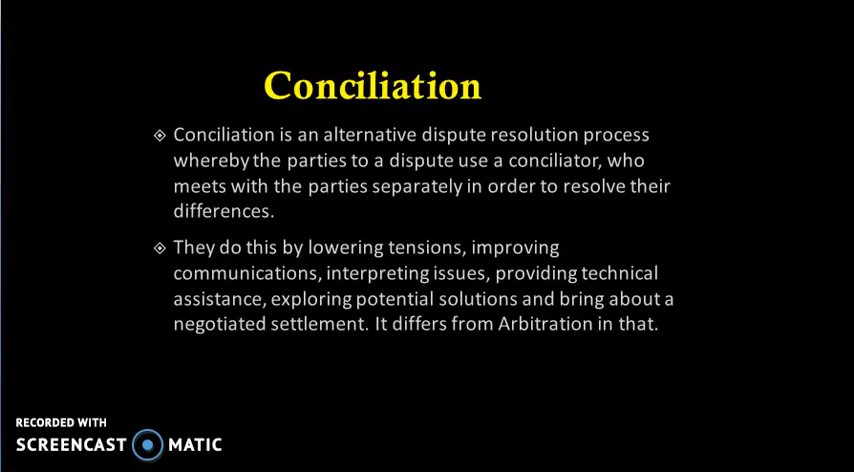 Conciliation
Conciliation is an alternative dispute resolution process
whereby the parties to a dispute use a conciliator, who
meets with the parties separately in order to resolve their
differences.
They do this by lowering tensions, improving
communications, interpreting issues, providing technical
assistance, exploring potential solutions and bring about a
negotiated settlement. It differs from Arbitration in that.
RECORDED WITH
SCREENCAST MATIC